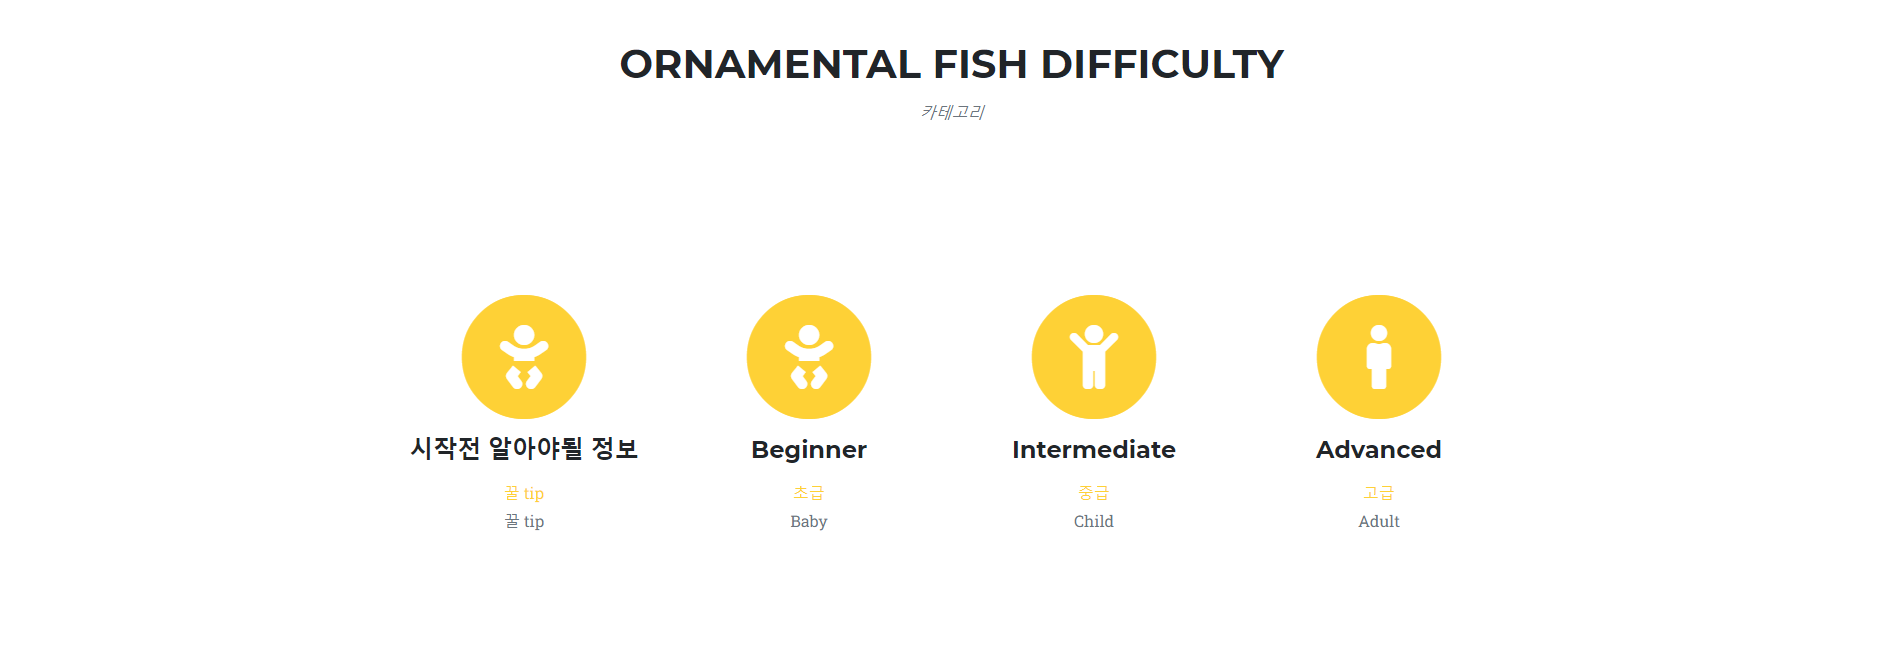 ORNAMENTAL FISH DIFFICULTY
카테고리
시작전 알아야될 정보
꿀 tip
꿀 tip
Beginner
초급
Baby
Intermediate
중급
Child
Advanced
고급
Adult